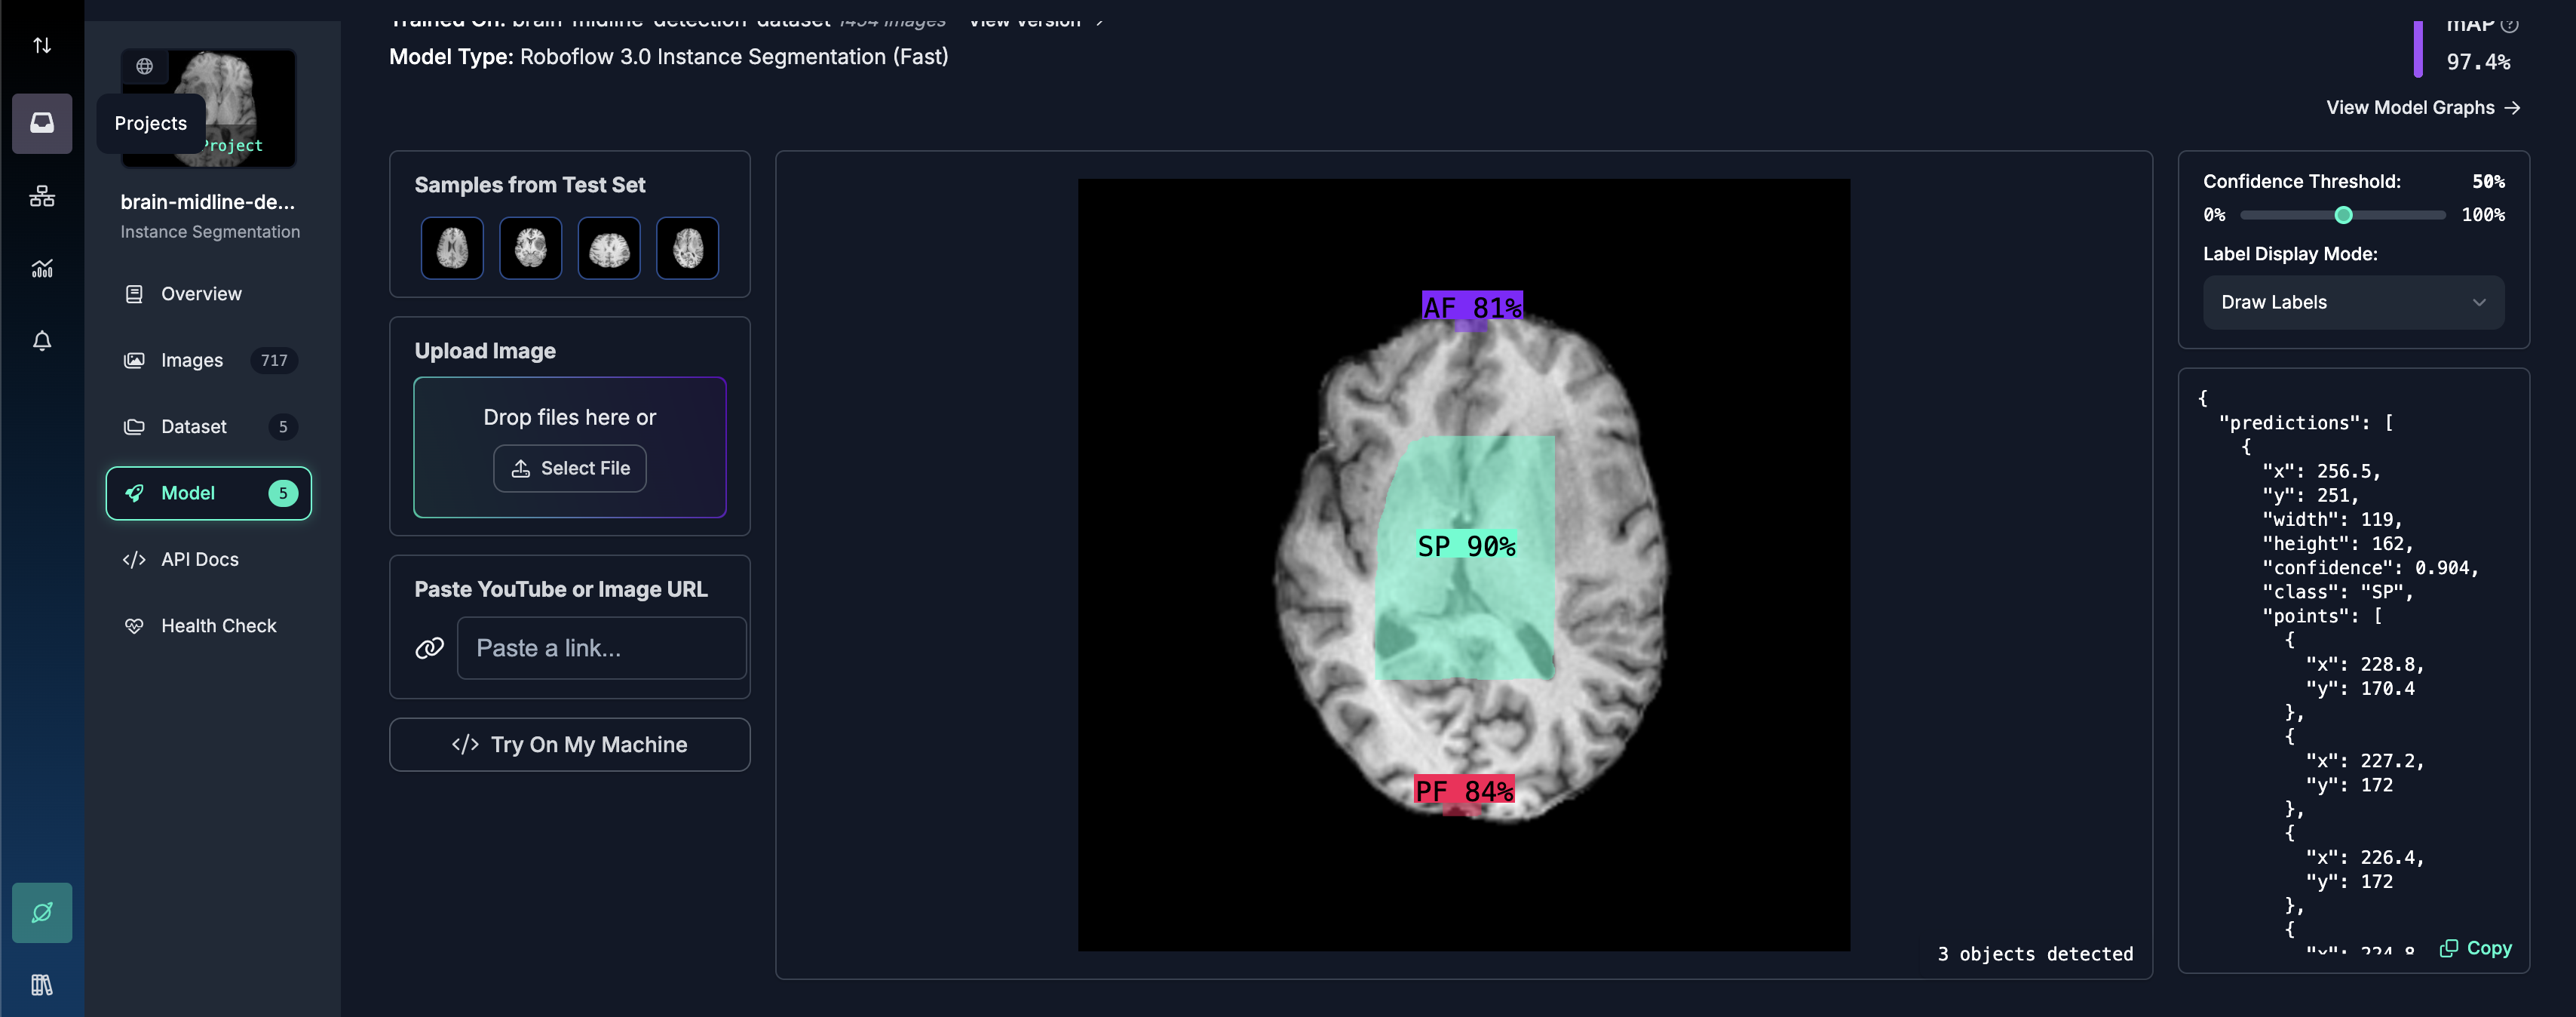 Trained On: brain-midline-detection-dataset 1434 images View Version
Model Type: Roboflow 3.0 Instance Segmentation (Fast)
mAP
97.4%
View Model Graphs
Projects
Project
brain-midline-de...
Instance Segmentation
Overview
Images 717
Dataset 5
Model 5
API Docs
Health Check
Samples from Test Set
Upload Image
Drop files here or
Select File
Paste YouTube or Image URL
Paste a link...
</> Try On My Machine
AF 81%
SP 90%
PF 84%
3 objects detected
Confidence Threshold: 50%
0% 100%
Label Display Mode:
Draw Labels
{
"predictions": [
{
"x": 256.5,
"y": 251,
"width": 119,
"height": 162,
"confidence": 0.904,
"class": "SP",
"points": [
{
"x": 228.8,
"y": 170.4
},
{
"x": 227.2,
"y": 172
},
{
"x": 226.4,
"y": 172
},
{
"x": 224.8
Copy